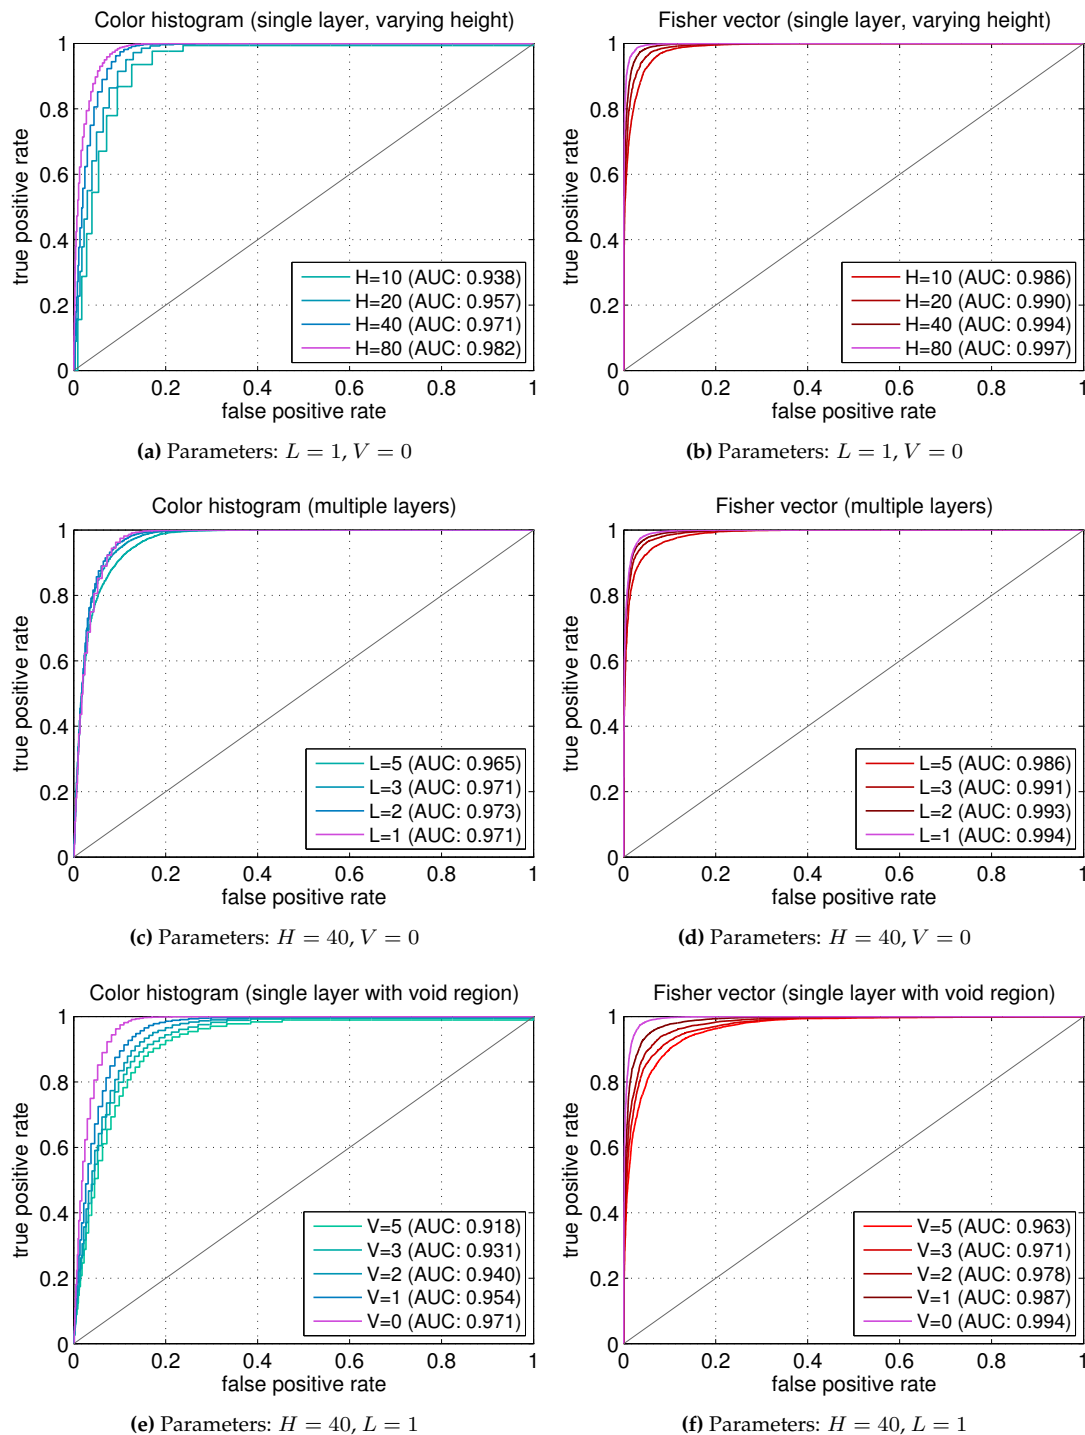 Color histogram (single layer, varying height)
1
0.8
0.6
0.4
0.2
0
true positive rate
H=10 (AUC: 0.938)
H=20 (AUC: 0.957)
H=40 (AUC: 0.971)
H=80 (AUC: 0.982)
0 0.2 0.4 0.6 0.8 1
false positive rate
(a) Parameters: L = 1, V = 0
Fisher vector (single layer, varying height)
1
0.8
0.6
0.4
0.2
0
true positive rate
H=10 (AUC: 0.986)
H=20 (AUC: 0.990)
H=40 (AUC: 0.994)
H=80 (AUC: 0.997)
0 0.2 0.4 0.6 0.8 1
false positive rate
(b) Parameters: L = 1, V = 0
Color histogram (multiple layers)
1
0.8
0.6
0.4
0.2
0
true positive rate
L=5 (AUC: 0.965)
L=3 (AUC: 0.971)
L=2 (AUC: 0.973)
L=1 (AUC: 0.971)
0 0.2 0.4 0.6 0.8 1
false positive rate
(c) Parameters: H = 40, V = 0
Fisher vector (multiple layers)
1
0.8
0.6
0.4
0.2
0
true positive rate
L=5 (AUC: 0.986)
L=3 (AUC: 0.991)
L=2 (AUC: 0.993)
L=1 (AUC: 0.994)
0 0.2 0.4 0.6 0.8 1
false positive rate
(d) Parameters: H = 40, V = 0
Color histogram (single layer with void region)
1
0.8
0.6
0.4
0.2
0
true positive rate
V=5 (AUC: 0.918)
V=3 (AUC: 0.931)
V=2 (AUC: 0.940)
V=1 (AUC: 0.954)
V=0 (AUC: 0.971)
0 0.2 0.4 0.6 0.8 1
false positive rate
(e) Parameters: H = 40, L = 1
Fisher vector (single layer with void region)
1
0.8
0.6
0.4
0.2
0
true positive rate
V=5 (AUC: 0.963)
V=3 (AUC: 0.971)
V=2 (AUC: 0.978)
V=1 (AUC: 0.987)
V=0 (AUC: 0.994)
0 0.2 0.4 0.6 0.8 1
false positive rate
(f) Parameters: H = 40, L = 1